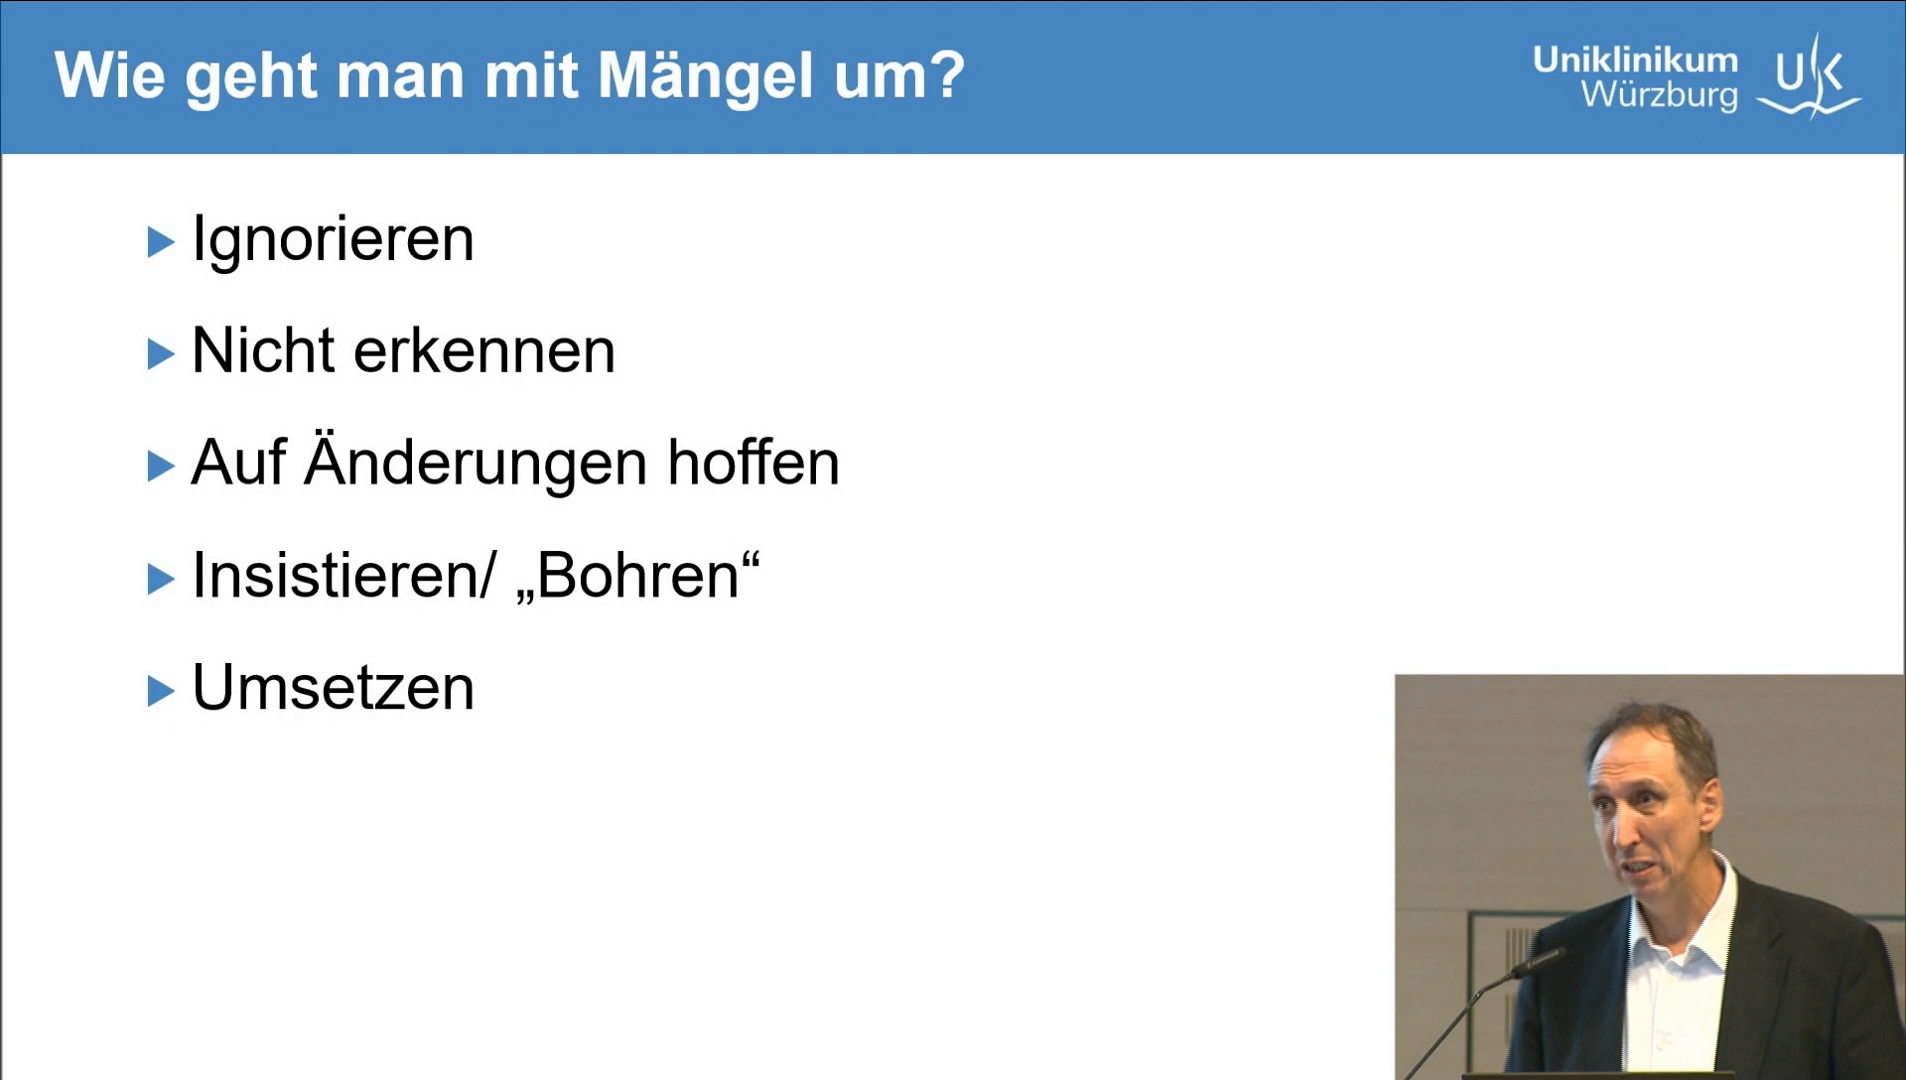 Wie geht man mit Mängel um?
Uniklinikum
Würzburg
UK
Ignorieren
Nicht erkennen
Auf Änderungen hoffen
Insistieren/ „Bohren“
Umsetzen